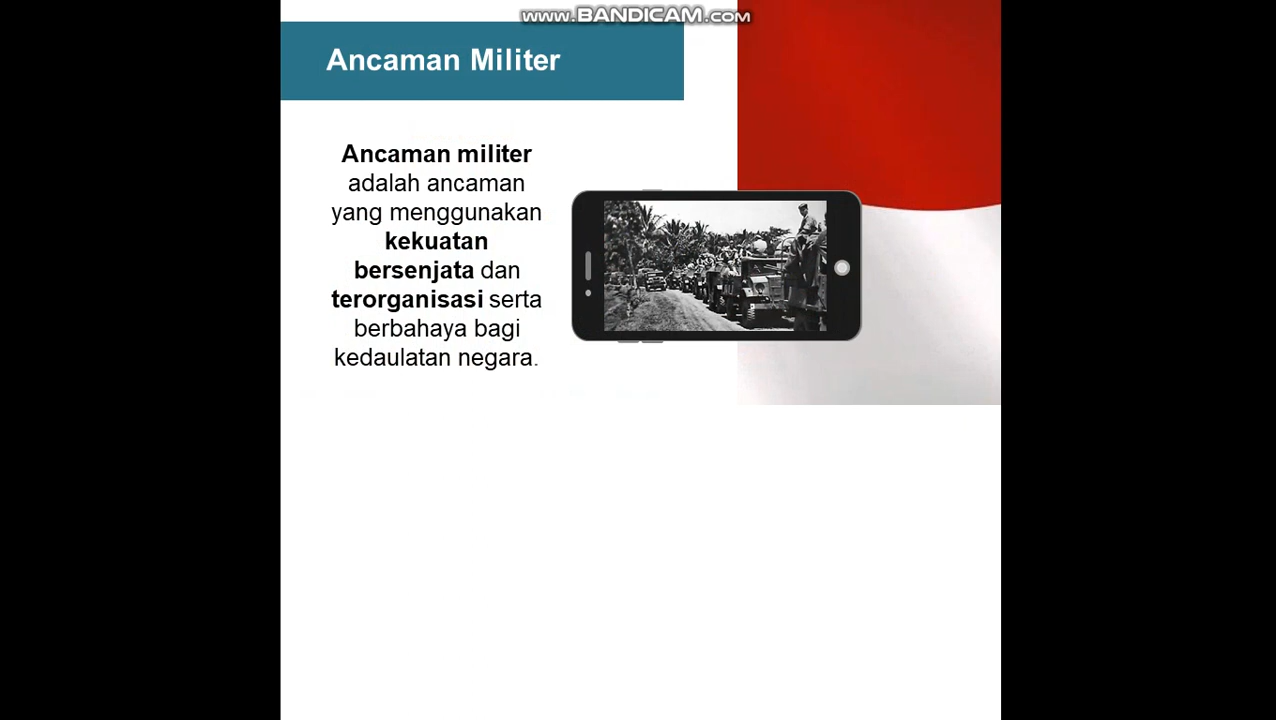 www.BANDICAM.com
Ancaman Militer
Ancaman militer
adalah ancaman
yang menggunakan
kekuatan
bersenjata dan
terorganisasi serta
berbahaya bagi
kedaulatan negara.